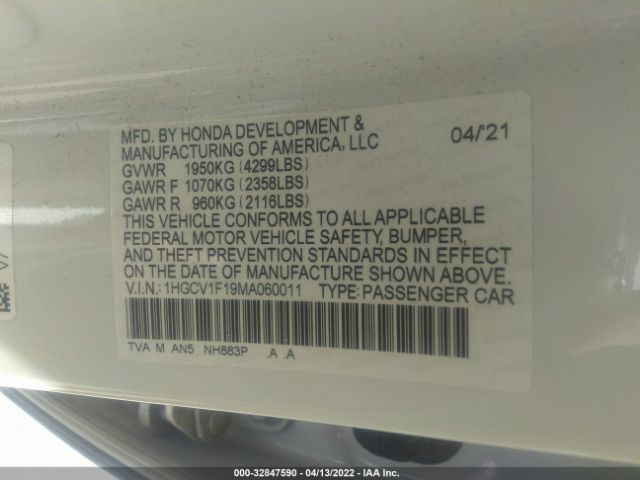 MFD. BY HONDA DEVELOPMENT & 04/'21
MANUFACTURING OF AMERICA, LLC
GVWR 1950KG (4299LBS)
GAWR F 1070KG (2358LBS)
GAWR R 960KG (2116LBS)
THIS VEHICLE CONFORMS TO ALL APPLICABLE
FEDERAL MOTOR VEHICLE SAFETY, BUMPER,
AND THEFT PREVENTION STANDARDS IN EFFECT
ON THE DATE OF MANUFACTURE SHOWN ABOVE.
V.I.N.: 1HGCV1F19MA060011 TYPE: PASSENGER CAR
TVA M AN5 NH883P .A .A
000-32847590 - 04/13/2022 - IAA Inc.